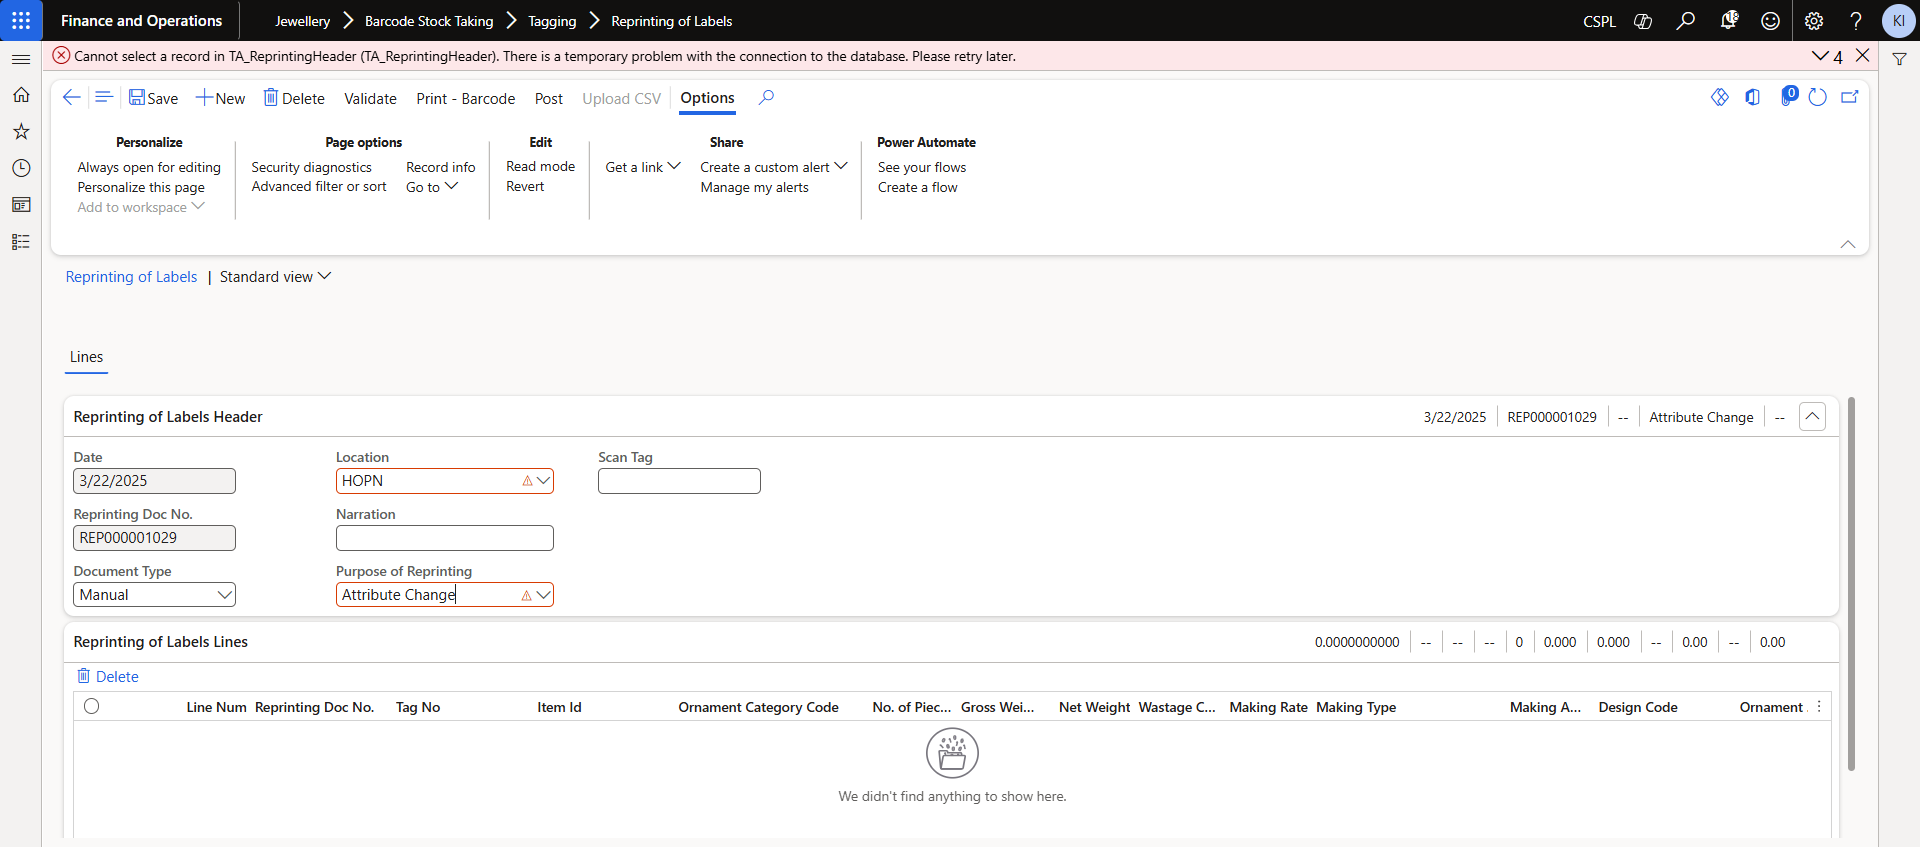 Finance and Operations
Jewellery > Barcode Stock Taking > Tagging > Reprinting of Labels
CSPL
18
KI
Cannot select a record in TA_ReprintingHeader (TA_ReprintingHeader). There is a temporary problem with the connection to the database. Please retry later.
4
Save New Delete Validate Print - Barcode Post Upload CSV Options
0
Personalize Page options Edit Share Power Automate
Always open for editing Security diagnostics Record info Read mode Get a link Create a custom alert See your flows
Personalize this page Advanced filter or sort Go to Revert Manage my alerts Create a flow
Add to workspace
Reprinting of Labels | Standard view
Lines
Reprinting of Labels Header 3/22/2025 REP000001029 -- Attribute Change --
Date Location Scan Tag
3/22/2025 HOPN
Reprinting Doc No. Narration
REP000001029
Document Type Purpose of Reprinting
Manual Attribute Change
Reprinting of Labels Lines 0.0000000000 -- -- -- 0 0.000 0.000 -- 0.00 -- 0.00
Delete
Line Num Reprinting Doc No. Tag No Item Id Ornament Category Code No. of Piec... Gross Wei... Net Weight Wastage C... Making Rate Making Type Making A... Design Code Ornament
We didn't find anything to show here.